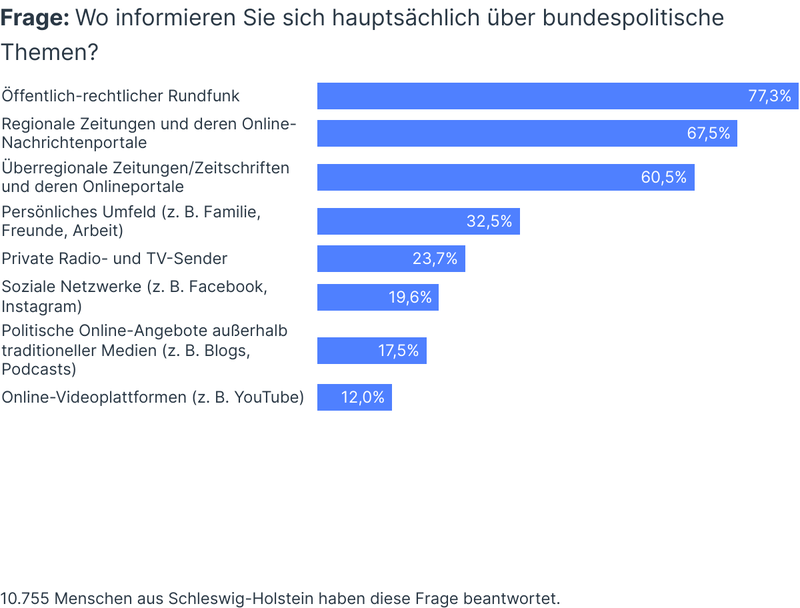 Frage: Wo informieren Sie sich hauptsächlich über bundespolitische
Themen?
Öffentlich-rechtlicher Rundfunk
77,3%
Regionale Zeitungen und deren Online-
Nachrichtenportale
67,5%
Überregionale Zeitungen/Zeitschriften
und deren Onlineportale
60,5%
Persönliches Umfeld (z. B. Familie,
Freunde, Arbeit)
32,5%
Private Radio- und TV-Sender
23,7%
Soziale Netzwerke (z. B. Facebook,
Instagram)
19,6%
Politische Online-Angebote außerhalb
traditioneller Medien (z. B. Blogs,
Podcasts)
17,5%
Online-Videoplattformen (z. B. YouTube)
12,0%
10.755 Menschen aus Schleswig-Holstein haben diese Frage beantwortet.